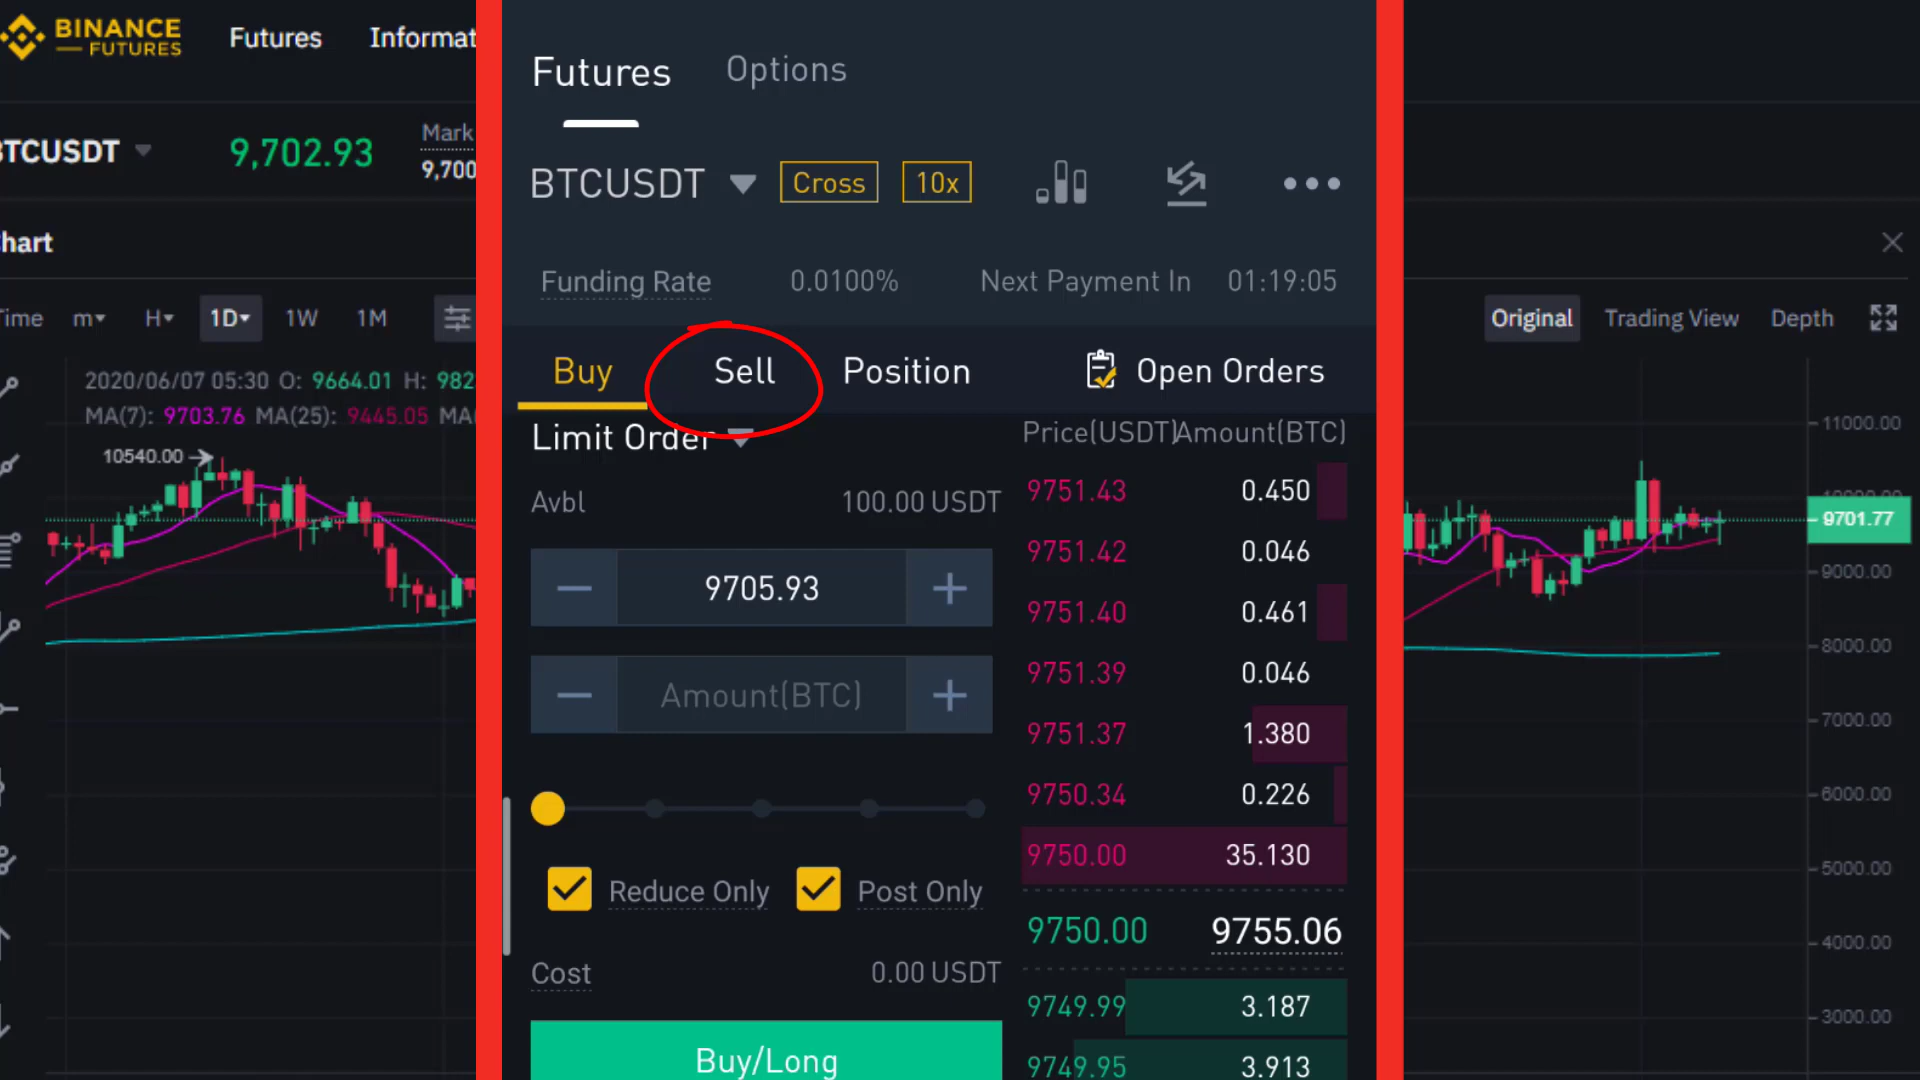 BINANCE
FUTURES
Futures
Informat
BTCUSDT
9,702.93
Mark
9,700
hart
Time
m
H
1D
1W
1M
2020/06/07 05:30 O: 9664.01 H: 982
MA(7): 9703.76 MA(25): 9445.05 MA
10540.00
Futures
Options
BTCUSDT
Cross
10x
Funding Rate
0.0100%
Next Payment In
01:19:05
Buy
Sell
Position
Open Orders
Limit Order
Avbl
100.00 USDT
9705.93
Amount(BTC)
Reduce Only
Post Only
Cost
0.00 USDT
Buy/Long
Price(USDT) Amount(BTC)
9751.43 0.450
9751.42 0.046
9751.40 0.461
9751.39 0.046
9751.37 1.380
9750.34 0.226
9750.00 35.130
9750.00 9755.06
9749.99 3.187
9749.95 3.913
Original
Trading View
Depth
11000.00
9701.77
9000.00
8000.00
7000.00
6000.00
5000.00
4000.00
3000.00